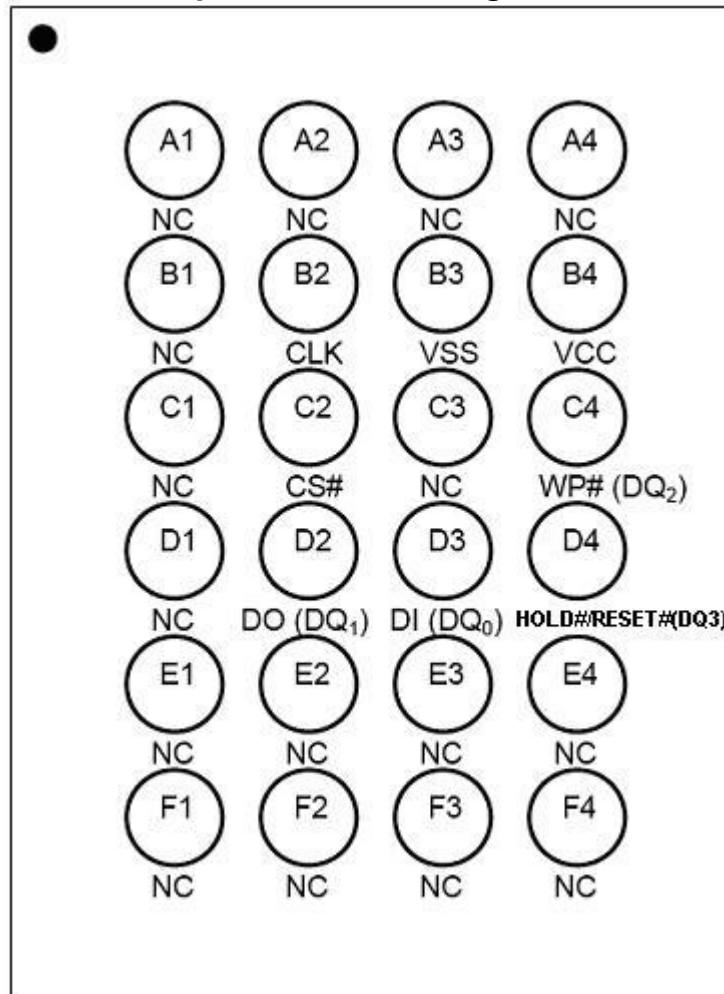 A1 A2 A3 A4
NC NC NC NC
B1 B2 B3 B4
NC CLK VSS VCC
C1 C2 C3 C4
NC CS# NC WP# (DQ₂)
D1 D2 D3 D4
NC DO (DQ₁) DI (DQ₀) HOLD#/RESET#(DQ3)
E1 E2 E3 E4
NC NC NC NC
F1 F2 F3 F4
NC NC NC NC